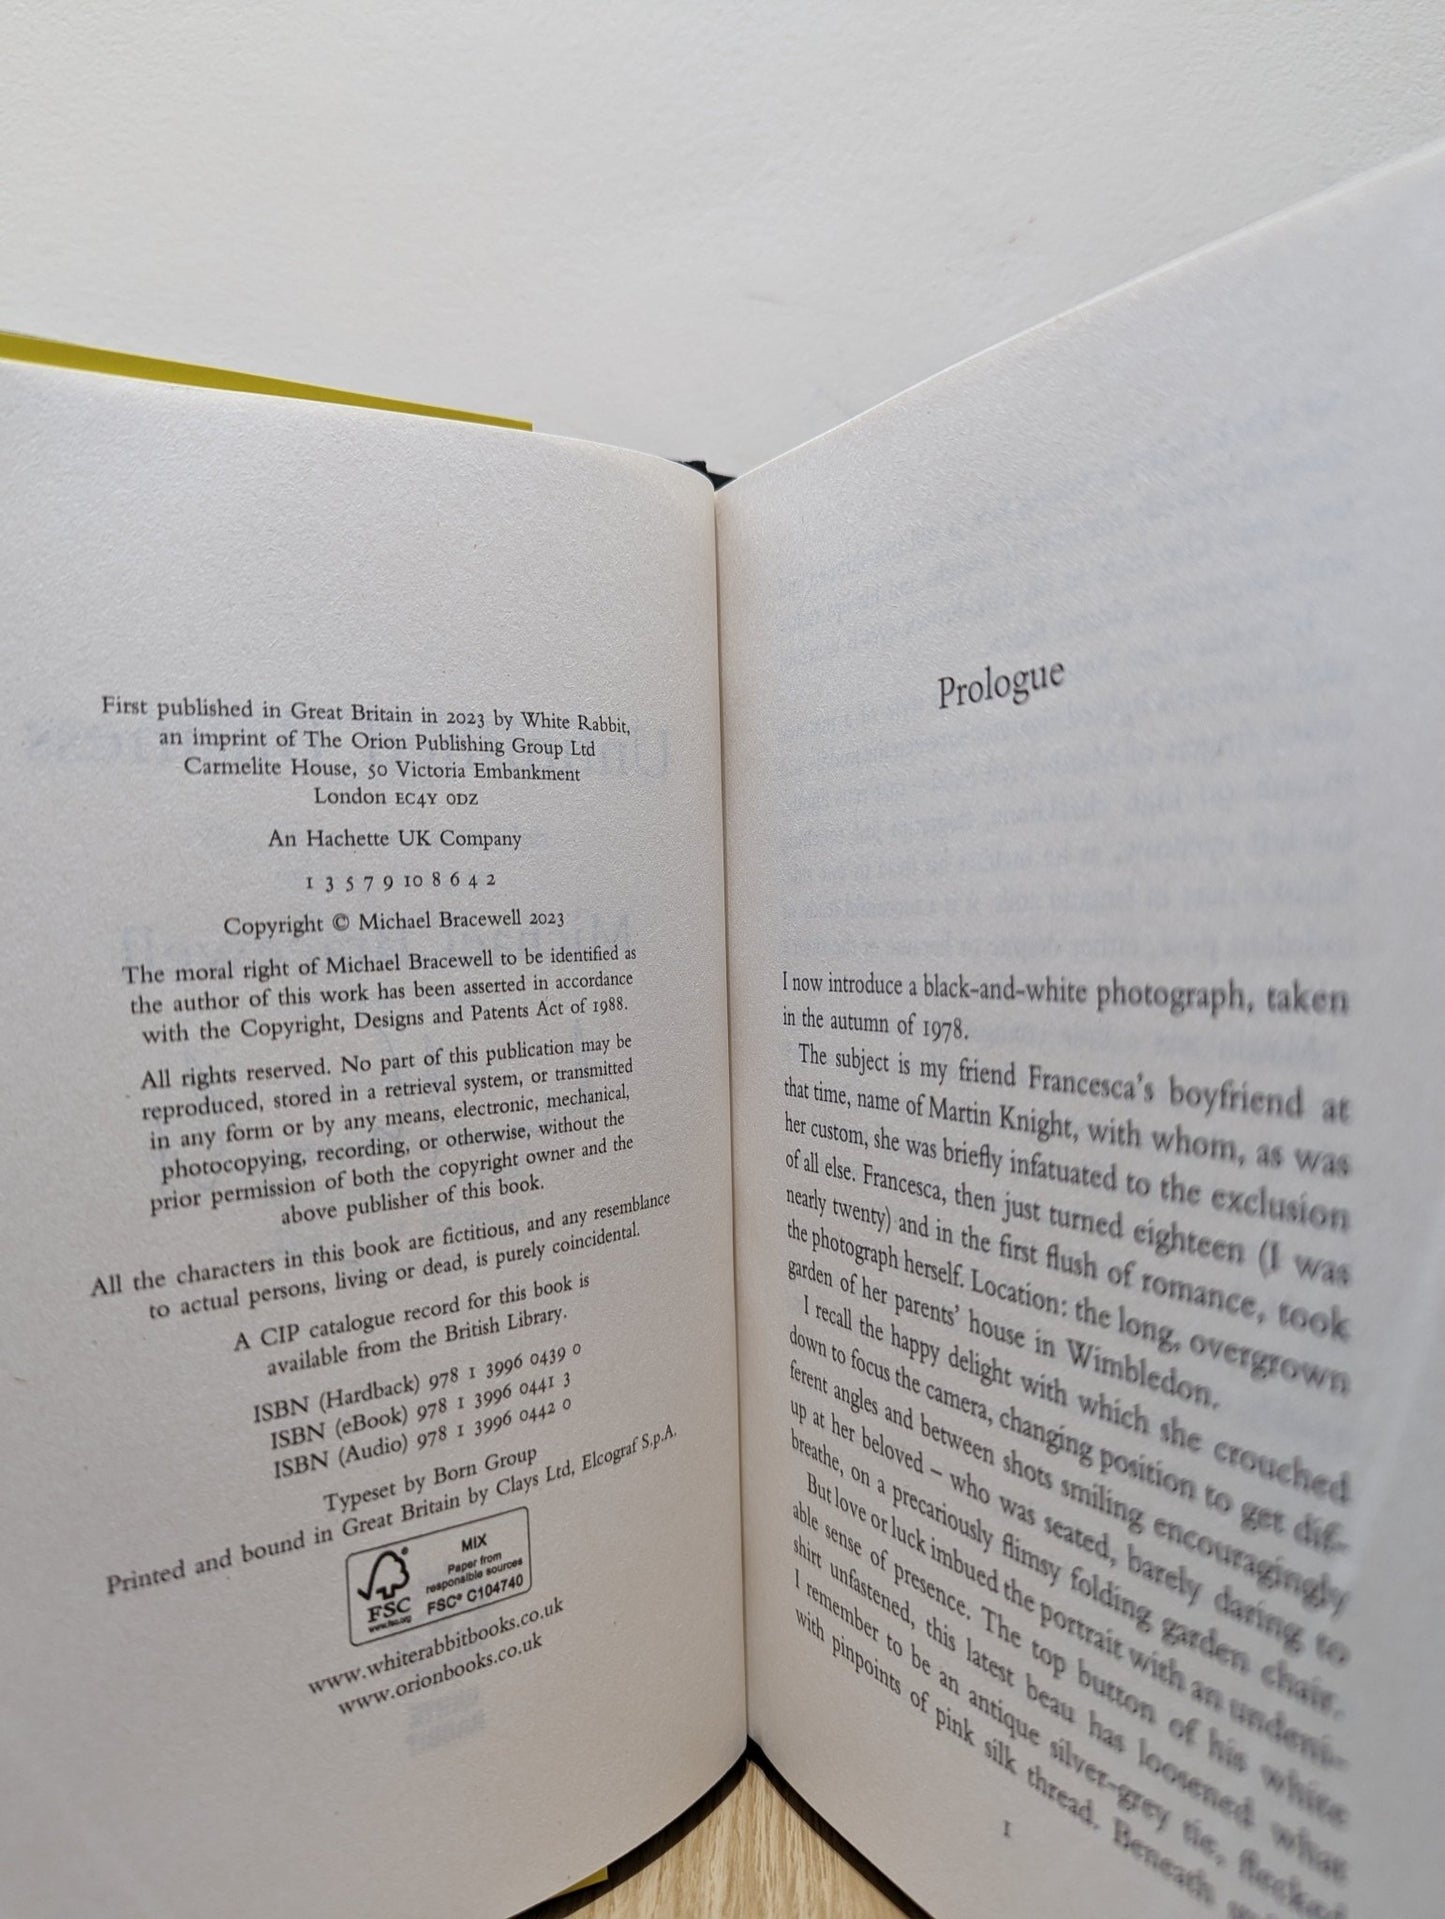 First published in Great Britain in 2023 by White Rabbit,
an imprint of The Orion Publishing Group Ltd
Carmelite House, 50 Victoria Embankment
London EC4Y 0DZ
An Hachette UK Company
1 3 5 7 9 10 8 6 4 2
Copyright © Michael Bracewell 2023
The moral right of Michael Bracewell to be identified as
the author of this work has been asserted in accordance
with the Copyright, Designs and Patents Act of 1988.
All rights reserved. No part of this publication may be
reproduced, stored in a retrieval system, or transmitted
in any form or by any means, electronic, mechanical,
photocopying, recording, or otherwise, without the
prior permission of both the copyright owner and the
above publisher of this book.
All the characters in this book are fictitious, and any resemblance
to actual persons, living or dead, is purely coincidental.
A CIP catalogue record for this book is
available from the British Library.
ISBN (Hardback) 978 1 3996 0439 0
ISBN (eBook) 978 1 3996 0441 3
ISBN (Audio) 978 1 3996 0442 0
Typeset by Born Group
Printed and bound in Great Britain by Clays Ltd, Elcograf S.p.A.
FSC
www.fsc.org
MIX
Paper from
responsible sources
FSC® C104740
www.whiterabbitbooks.co.uk
www.orionbooks.co.uk
Prologue
I now introduce a black-and-white photograph, taken
in the autumn of 1978.
The subject is my friend Francesca's boyfriend at
that time, name of Martin Knight, with whom, as was
her custom, she was briefly infatuated to the exclusion
of all else. Francesca, then just turned eighteen (I was
nearly twenty) and in the first flush of romance, took
the photograph herself. Location: the long, overgrown
garden of her parents' house in Wimbledon.
I recall the happy delight with which she crouched
down to focus the camera, changing position to get dif-
ferent angles and between shots smiling encouragingly
up at her beloved – who was seated, barely daring to
breathe, on a precariously flimsy folding garden chair.
But love or luck imbued the portrait with an undeni-
able sense of presence. The top button of his white
shirt unfastened, this latest beau has loosened what
I remember to be an antique silver-grey tie, flecked
with pinpoints of pink silk thread. Beneath
1